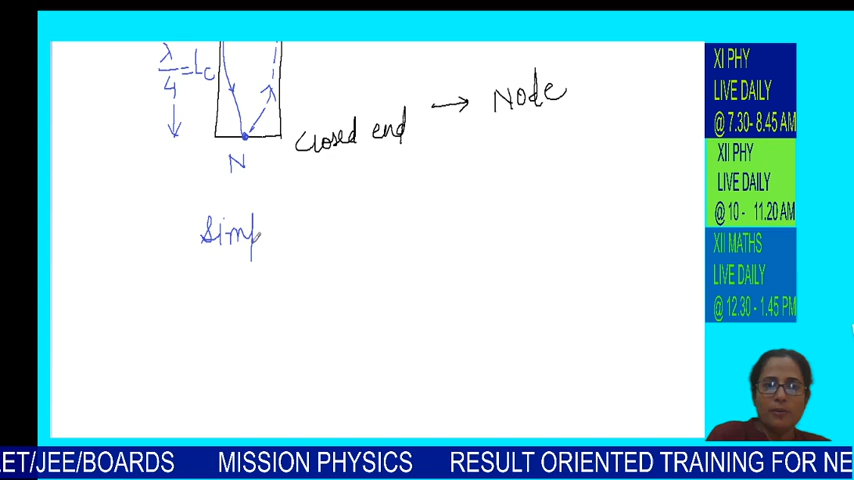 λ/4 = Lc
Closed end → Node
N
Simp
XI PHY
LIVE DAILY
@ 7.30- 8.45 AM
XII PHY
LIVE DAILY
@ 10 - 11.20 AM
XII MATHS
LIVE DAILY
@ 12.30 - 1.45 PM
LET/JEE/BOARDS MISSION PHYSICS RESULT ORIENTED TRAINING FOR NE